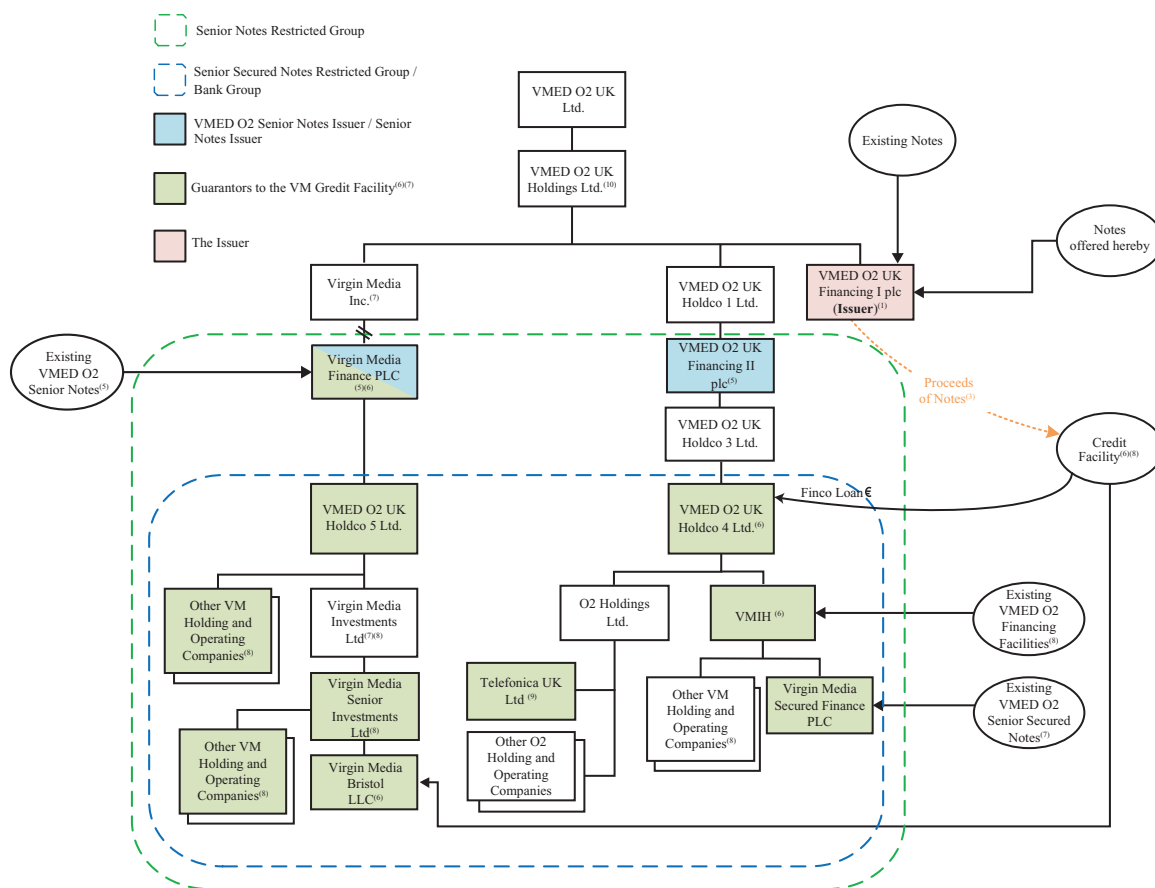 Senior Notes Restricted Group
Senior Secured Notes Restricted Group /
Bank Group
VMED O2 Senior Notes Issuer / Senior
Notes Issuer
Guarantors to the VM Gredit Facility(6)(7)
The Issuer
VMED O2 UK
Ltd.
VMED O2 UK
Holdings Ltd.(10)
Existing Notes
Notes
offered hereby
Virgin Media
Inc.(7)
VMED O2 UK
Holdco 1 Ltd.
VMED O2 UK
Financing I plc
(Issuer)(1)
Existing
VMED O2
Senior Notes(5)
Virgin Media
Finance PLC
(5)(6)
VMED O2 UK
Financing II
plc(5)
Proceeds
of Notes(3)
VMED O2 UK
Holdco 3 Ltd.
Credit
Facility(6)(8)
VMED O2 UK
Holdco 5 Ltd.
VMED O2 UK
Holdco 4 Ltd.(6)
Finco Loan€
Other VM
Holding and
Operating
Companies(8)
Virgin Media
Investments
Ltd(7)(8)
O2 Holdings
Ltd.
VMIH (6)
Existing
VMED O2
Financing
Facilities(8)
Virgin Media
Senior
Investments
Ltd(8)
Telefonica UK
Ltd (9)
Other VM
Holding and
Operating
Companies(8)
Virgin Media
Secured Finance
PLC
Existing
VMED O2
Senior Secured
Notes(7)
Other VM
Holding and
Operating
Companies(8)
Virgin Media
Bristol
LLC(6)
Other O2
Holding and
Operating
Companies